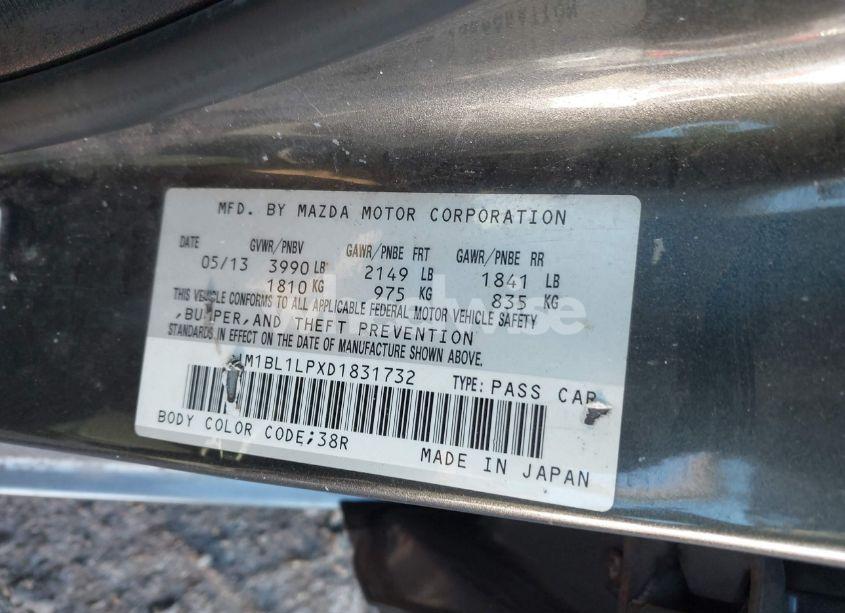 MFD. BY MAZDA MOTOR CORPORATION
DATE GVWR/PNBV GAWR/PNBE FRT GAWR/PNBE RR
05/13 3990 LB 2149 LB 1841 LB
1810 KG 975 KG 835 KG
THIS VEHICLE CONFORMS TO ALL APPLICABLE FEDERAL MOTOR VEHICLE SAFETY
,BUMPER,AND THEFT PREVENTION
STANDARDS IN EFFECT ON THE DATE OF MANUFACTURE SHOWN ABOVE.
M1BL1LPXD1831732 TYPE: PASS CAR
BODY COLOR CODE;38R
MADE IN JAPAN